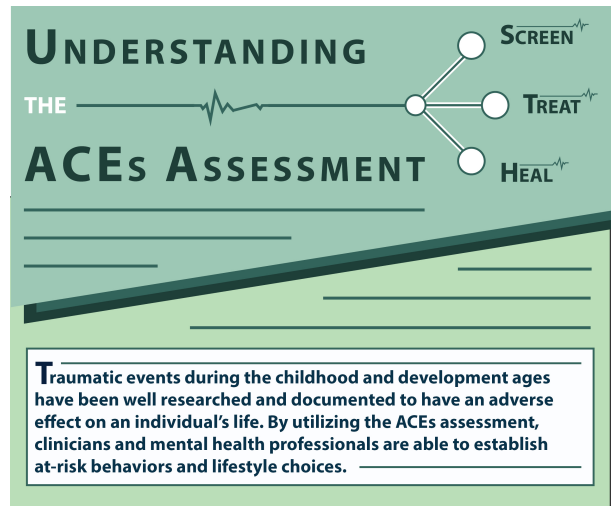 UNDERSTANDING
THE
ACEs ASSESSMENT
SCREEN
TREAT
HEAL
Traumatic events during the childhood and development ages
have been well researched and documented to have an adverse
effect on an individual's life. By utilizing the ACEs assessment,
clinicians and mental health professionals are able to establish
at-risk behaviors and lifestyle choices.